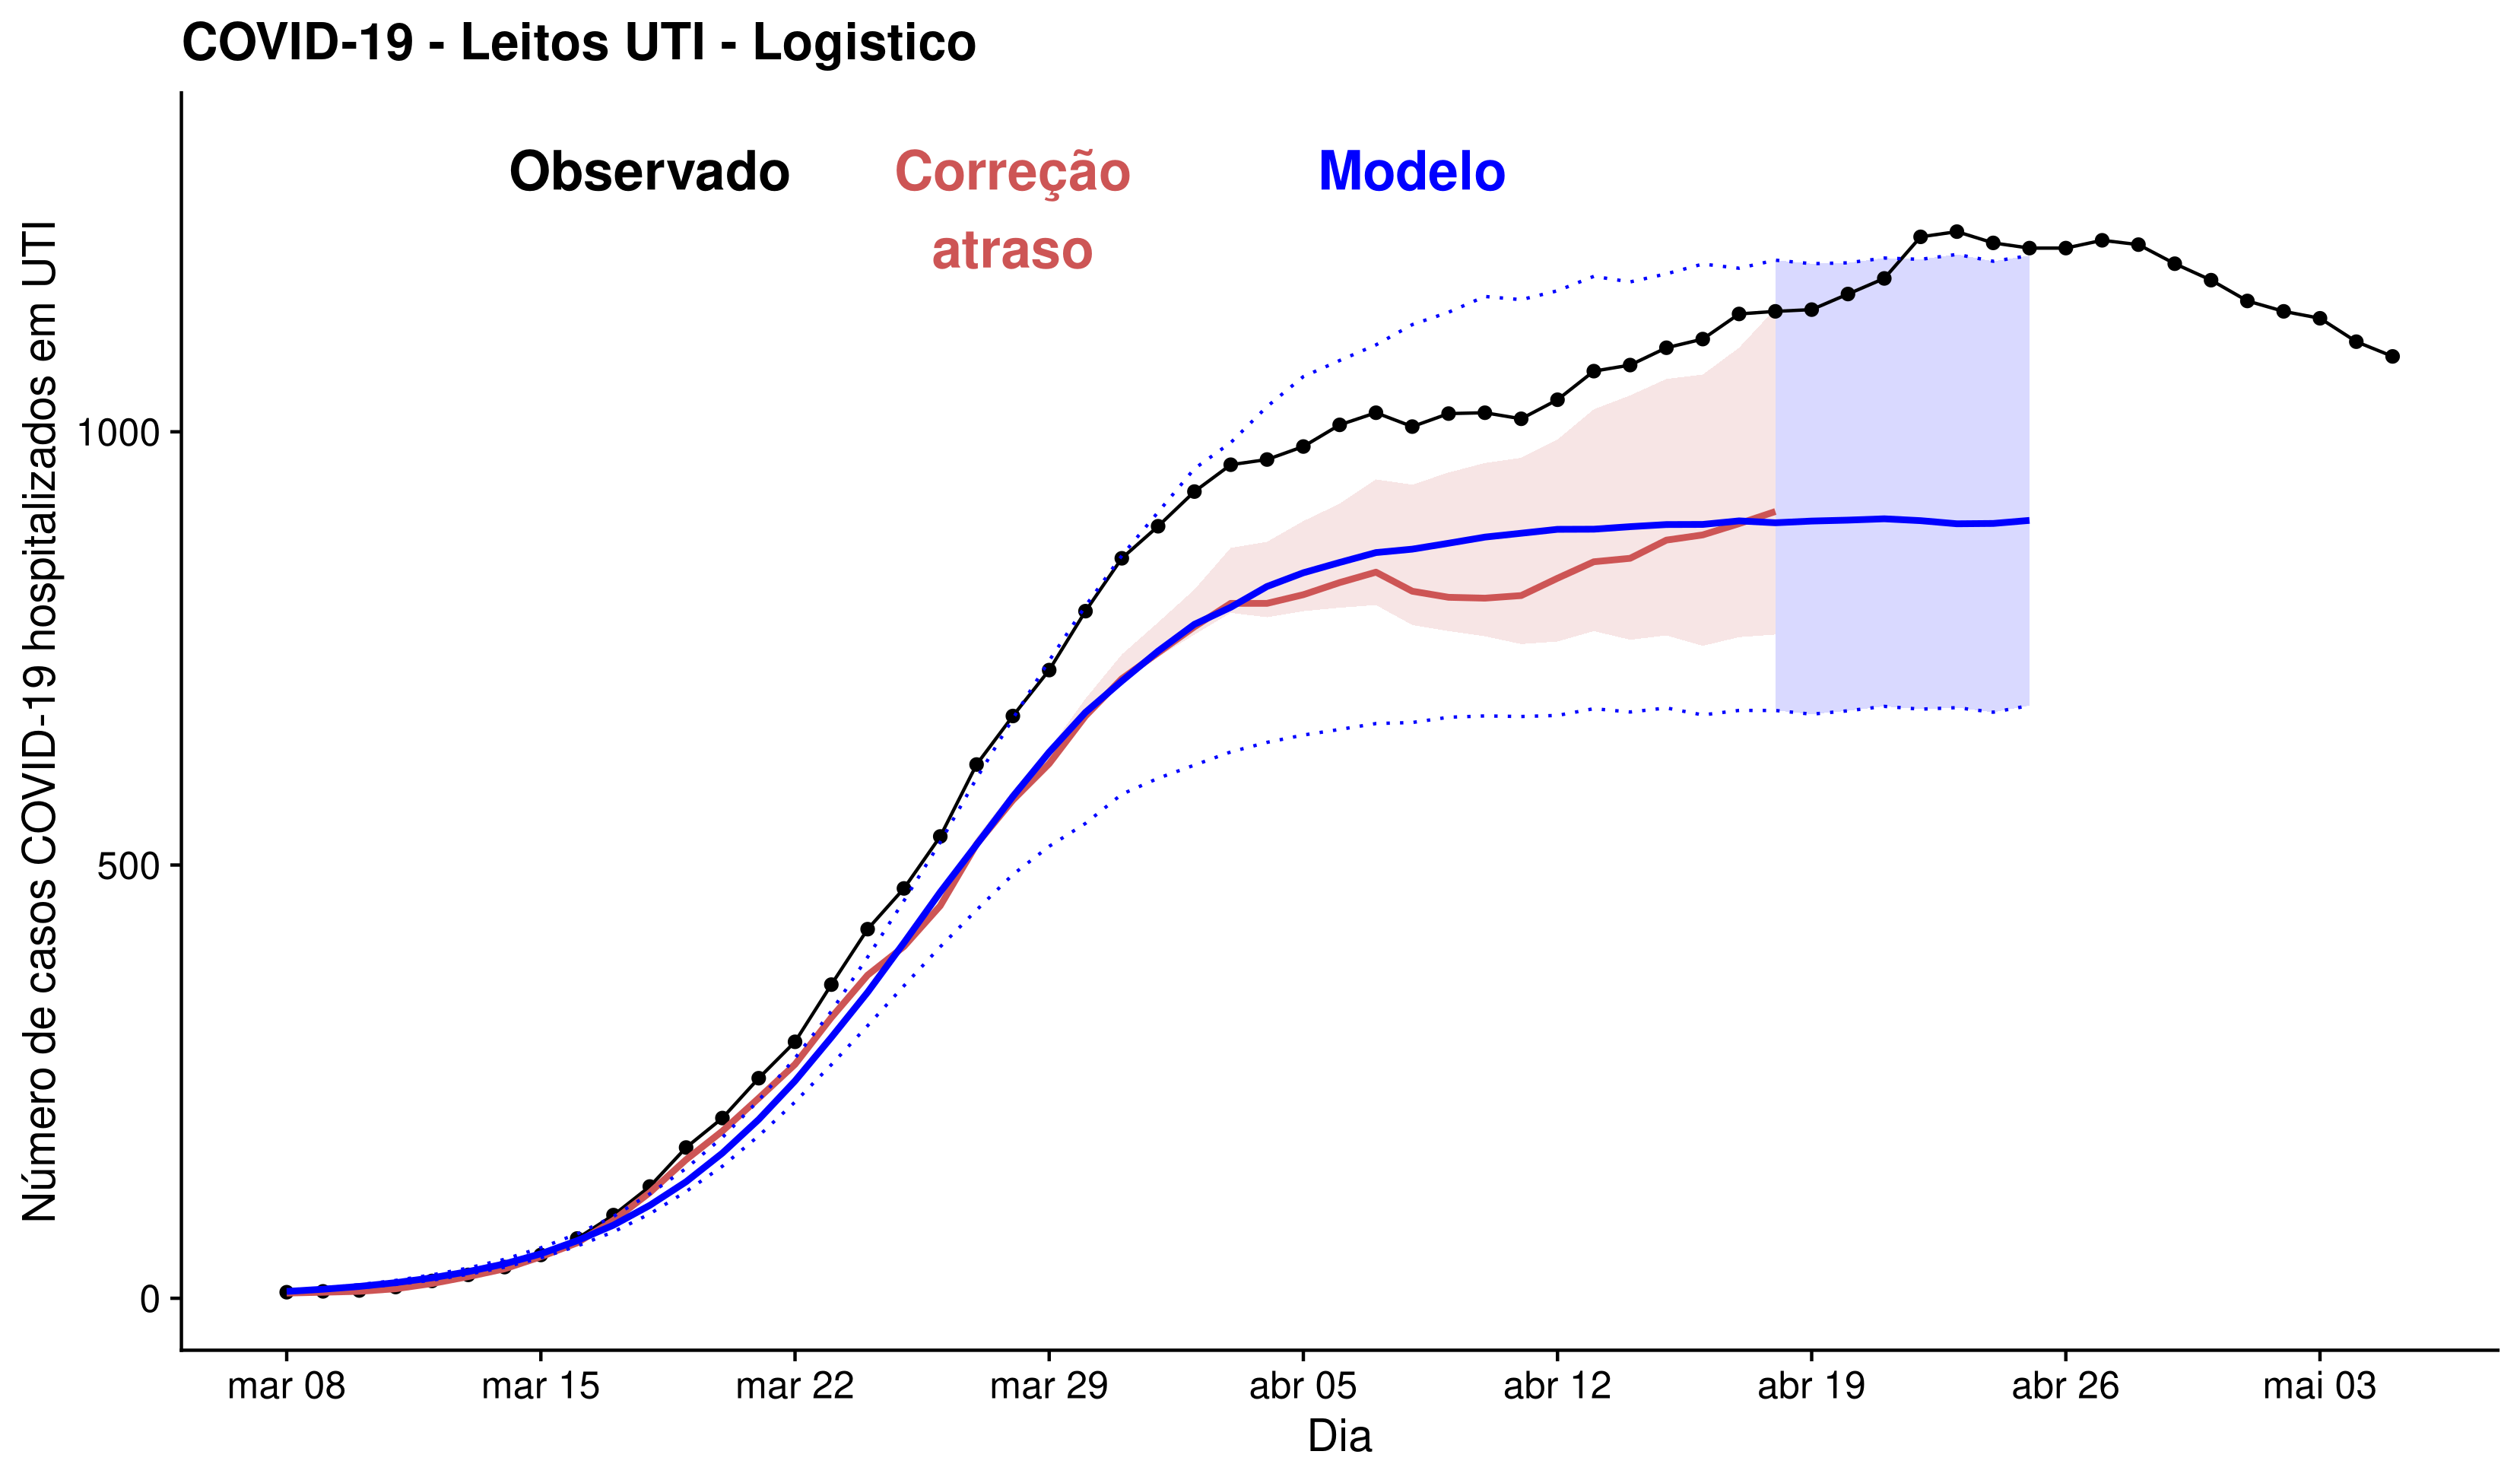 COVID-19 - Leitos UTI - Logistico
Observado
Correção
atraso
Modelo
Número de casos COVID-19 hospitalizados em UTI
1000
500
0
mar 08 mar 15 mar 22 mar 29 abr 05 abr 12 abr 19 abr 26 mai 03
Dia